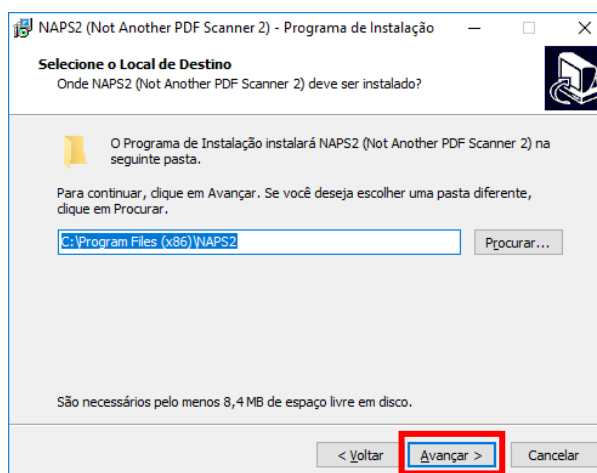 NAPS2 (Not Another PDF Scanner 2) - Programa de Instalação
Selecione o Local de Destino
Onde NAPS2 (Not Another PDF Scanner 2) deve ser instalado?
O Programa de Instalação instalará NAPS2 (Not Another PDF Scanner 2) na
seguinte pasta.
Para continuar, clique em Avançar. Se você deseja escolher uma pasta diferente,
clique em Procurar.
C:\Program Files (x86)\NAPS2
Procurar...
São necessários pelo menos 8,4 MB de espaço livre em disco.
< Voltar
Avançar >
Cancelar